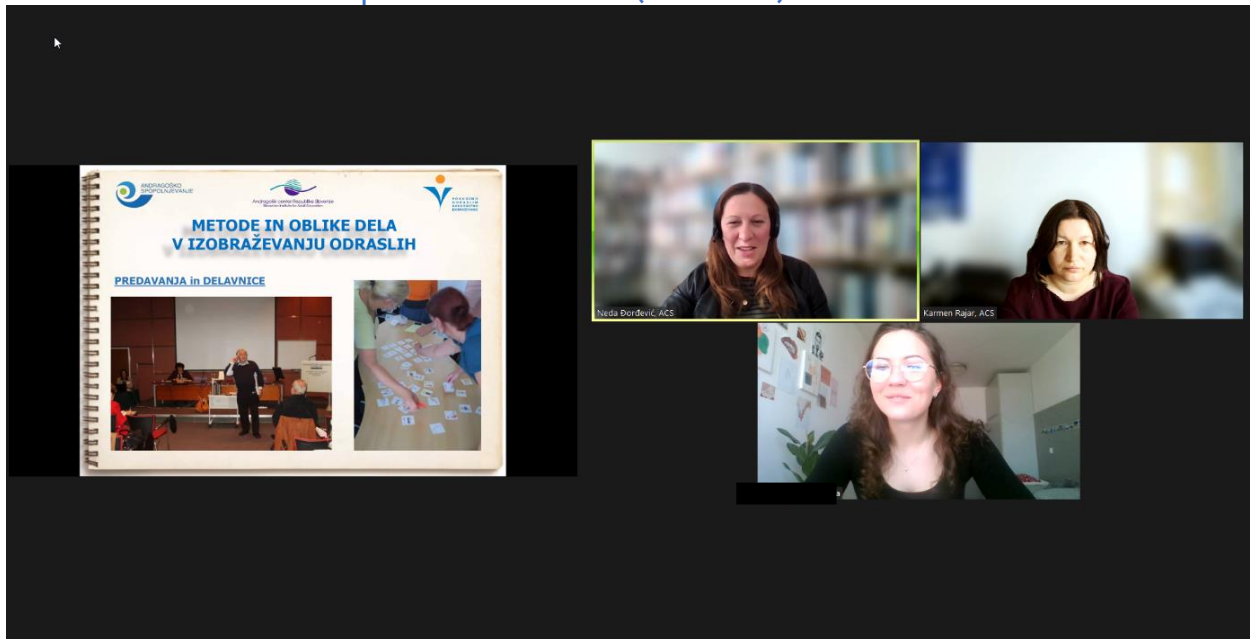 ANDRAGOŠKO
SPOPOLNJEVANJE
Andragoški center Republike Slovenije
METODE IN OBLIKE DELA
V IZOBRAŽEVANJU ODRASLIH
PREDAVANJA in DELAVNICE
Neda Đorđević, ACS
Karmen Rajar, ACS
a